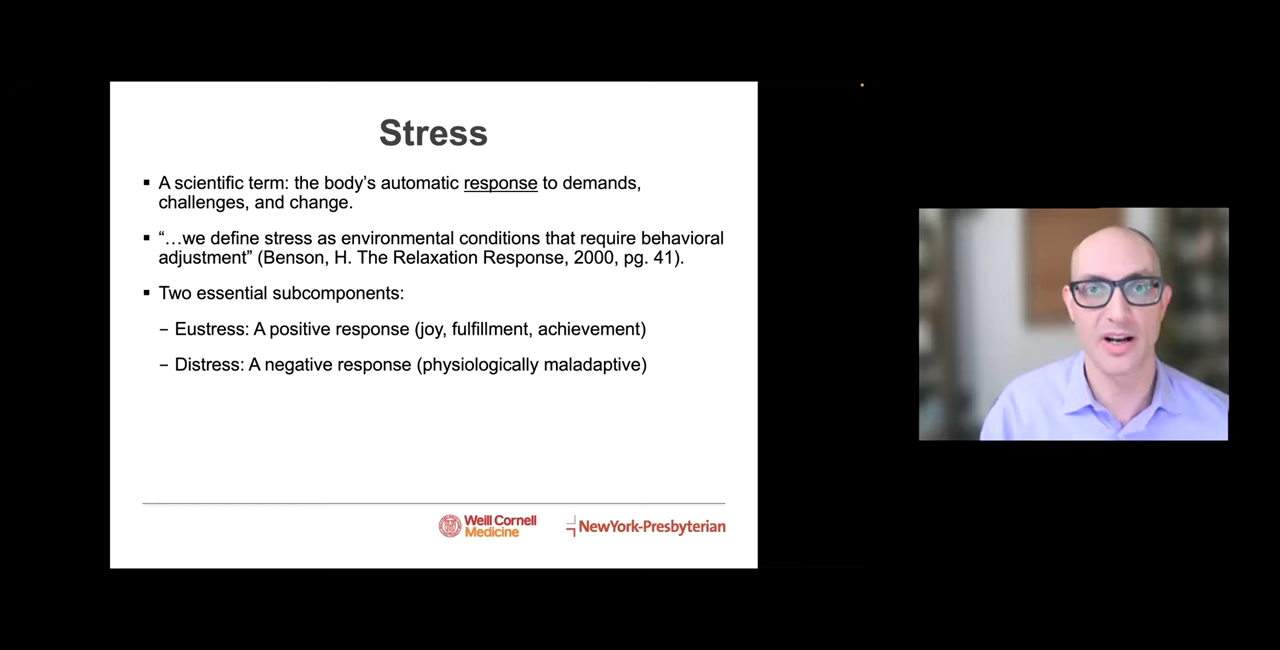 Stress
▪ A scientific term: the body’s automatic response to demands,
challenges, and change.
▪ “…we define stress as environmental conditions that require behavioral
adjustment” (Benson, H. The Relaxation Response, 2000, pg. 41).
▪ Two essential subcomponents:
– Eustress: A positive response (joy, fulfillment, achievement)
– Distress: A negative response (physiologically maladaptive)
Weill Cornell
Medicine
NewYork-Presbyterian